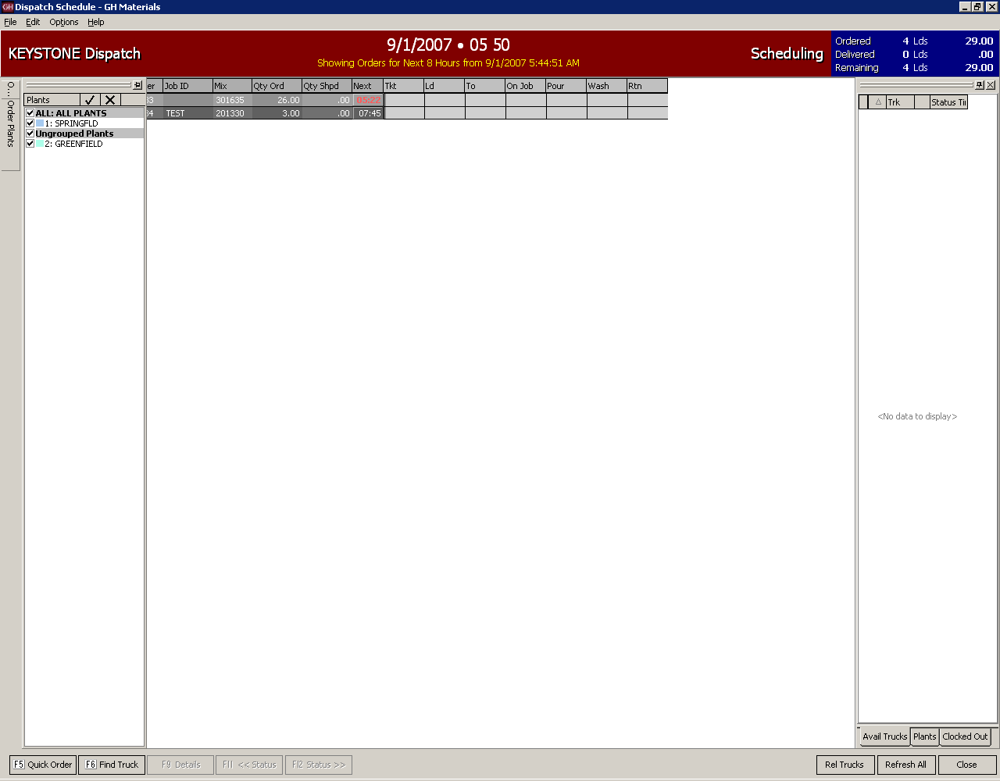 GH Dispatch Schedule - GH Materials
File Edit Options Help
KEYSTONE Dispatch
9/1/2007 • 05 50
Showing Orders for Next 8 Hours from 9/1/2007 5:44:51 AM
Scheduling
Ordered 4 Lds 29.00
Delivered 0 Lds .00
Remaining 4 Lds 29.00
O... Order Plants
Plants
ALL: ALL PLANTS
1: SPRINGFLD
Ungrouped Plants
2: GREENFIELD
er Job ID Mix Qty Ord Qty Shpd Next Tkt Ld To On Job Pour Wash Rtn
33 301635 26.00 .00 05:22
34 TEST 201330 3.00 .00 07:45
Trk Status Ti
<No data to display>
Avail Trucks Plants Clocked Out
F5 Quick Order F6 Find Truck F9 Details F11 << Status F12 Status >> Rel Trucks Refresh All Close